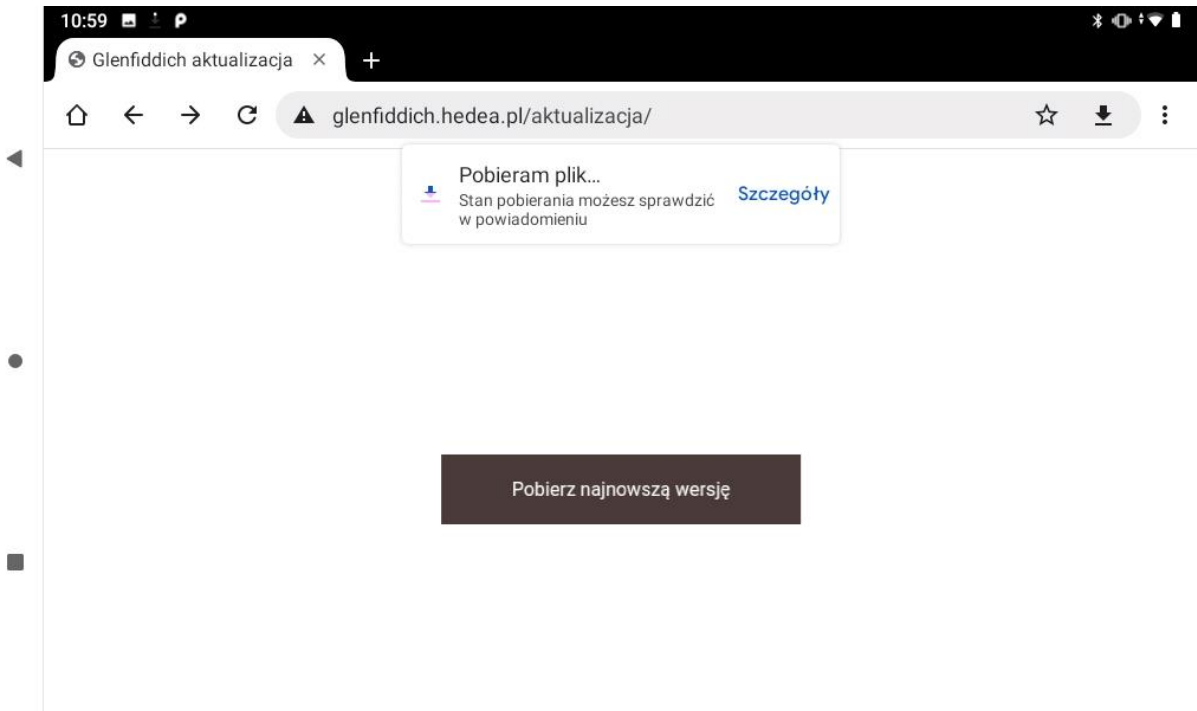 10:59
Glenfiddich aktualizacja
glenfiddich.hedea.pl/aktualizacja/
Pobieram plik...
Stan pobierania możesz sprawdzić
w powiadomieniu
Szczegóły
Pobierz najnowszą wersję